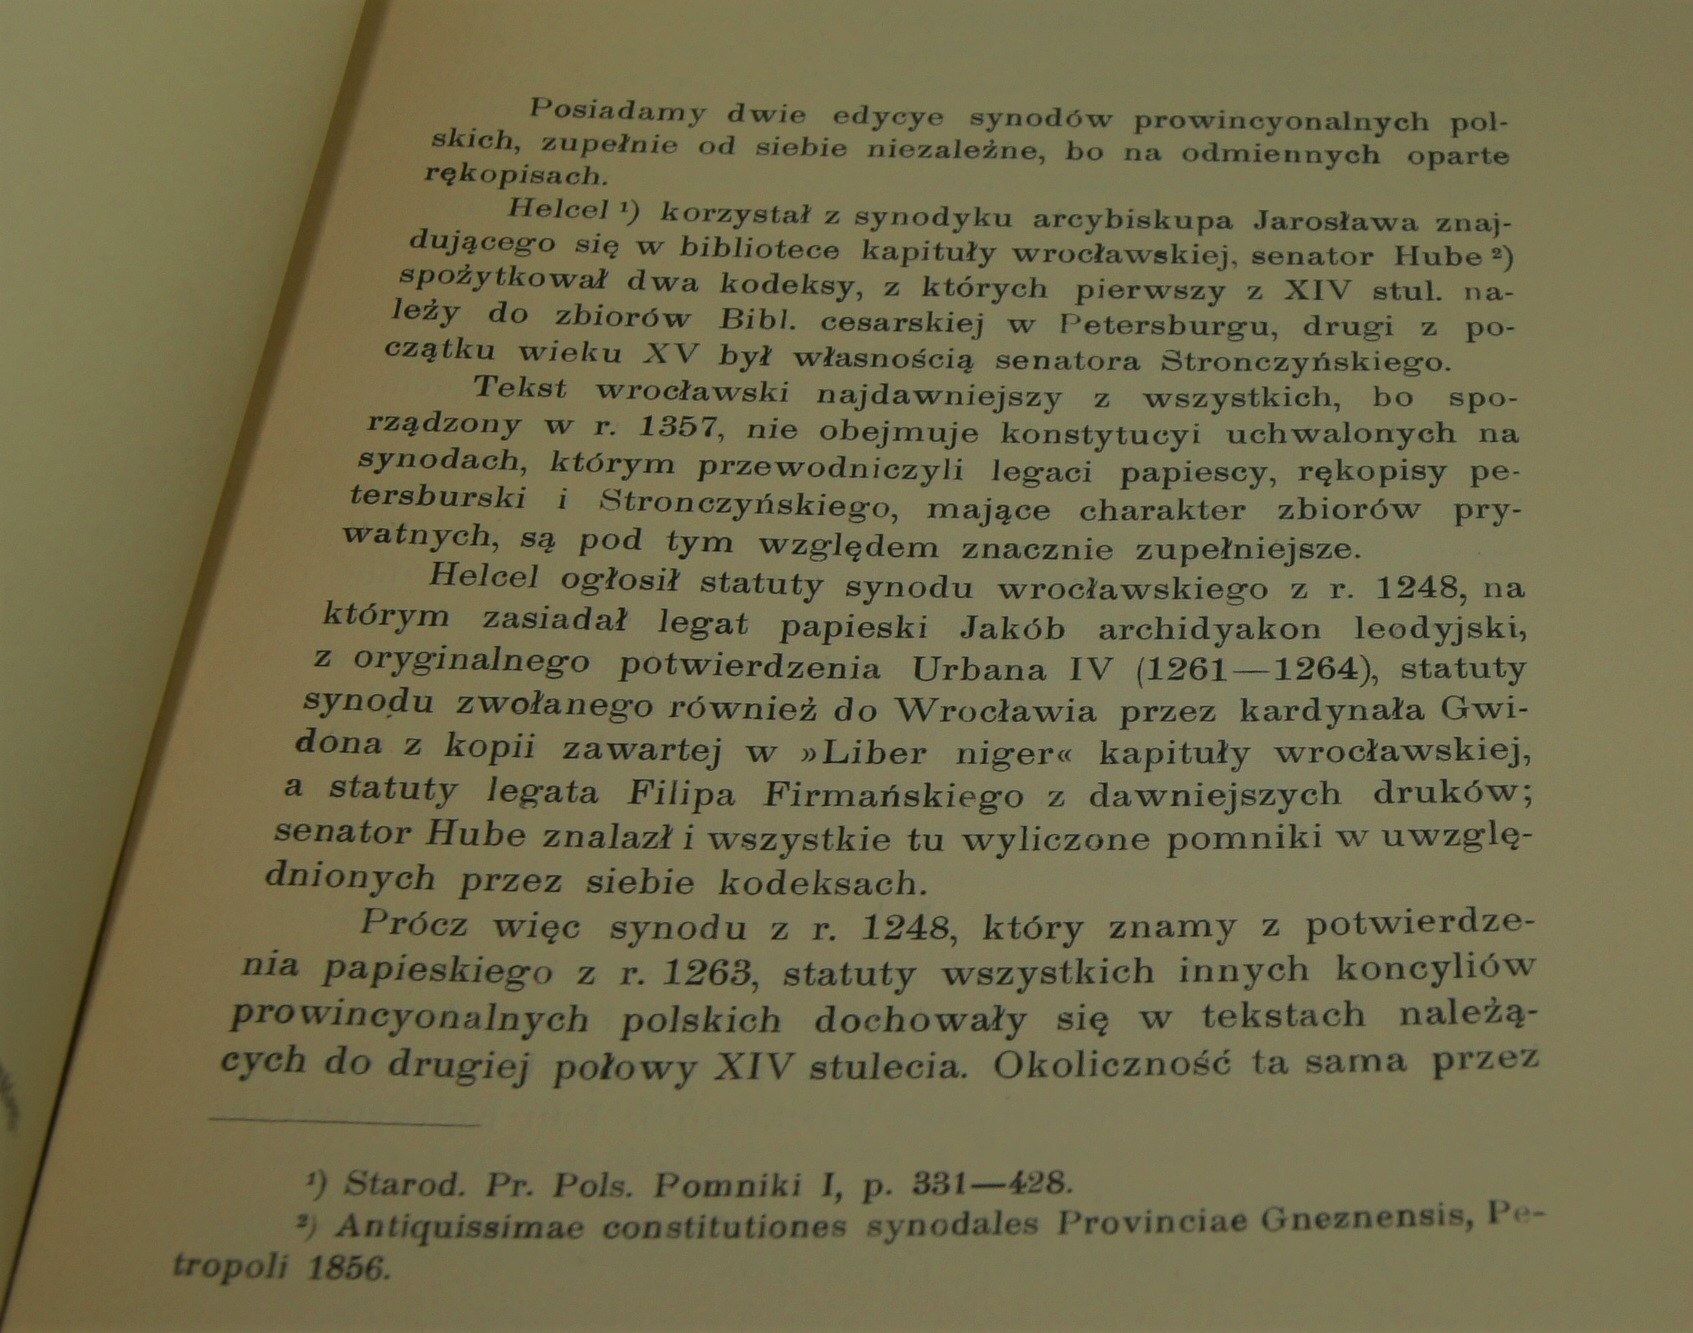 Posiadamy dwie edycye synodów prowincyonalnych pol-
skich, zupełnie od siebie niezależne, bo na odmiennych oparte
rękopisach.
Helcel ¹) korzystał z synodyku arcybiskupa Jarosława znaj-
dującego się w bibliotece kapituły wrocławskiej, senator Hube ²)
spożytkował dwa kodeksy, z których pierwszy z XIV stul. na-
leży do zbiorów Bibl. cesarskiej w Petersburgu, drugi z po-
czątku wieku XV był własnością senatora Stronczyńskiego.
Tekst wrocławski najdawniejszy z wszystkich, bo spo-
rządzony w r. 1357, nie obejmuje konstytucyi uchwalonych na
synodach, którym przewodniczyli legaci papiescy, rękopisy pe-
tersburski i Stronczyńskiego, mające charakter zbiorów pry-
watnych, są pod tym względem znacznie zupełniejsze.
Helcel ogłosił statuty synodu wrocławskiego z r. 1248, na
którym zasiadał legat papieski Jakób archidyakon leodyjski,
z oryginalnego potwierdzenia Urbana IV (1261—1264), statuty
synodu zwołanego również do Wrocławia przez kardynała Gwi-
dona z kopii zawartej w »Liber niger« kapituły wrocławskiej,
a statuty legata Filipa Firmańskiego z dawniejszych druków;
senator Hube znalazł i wszystkie tu wyliczone pomniki w uwzglę-
dnionych przez siebie kodeksach.
Prócz więc synodu z r. 1248, który znamy z potwierdze-
nia papieskiego z r. 1263, statuty wszystkich innych koncyliów
prowincyonalnych polskich dochowały się w tekstach należą-
cych do drugiej połowy XIV stulecia. Okoliczność ta sama przez
¹) Starod. Pr. Pols. Pomniki I, p. 331—428.
²) Antiquissimae constitutiones synodales Provinciae Gneznensis, Pe-
tropoli 1856.